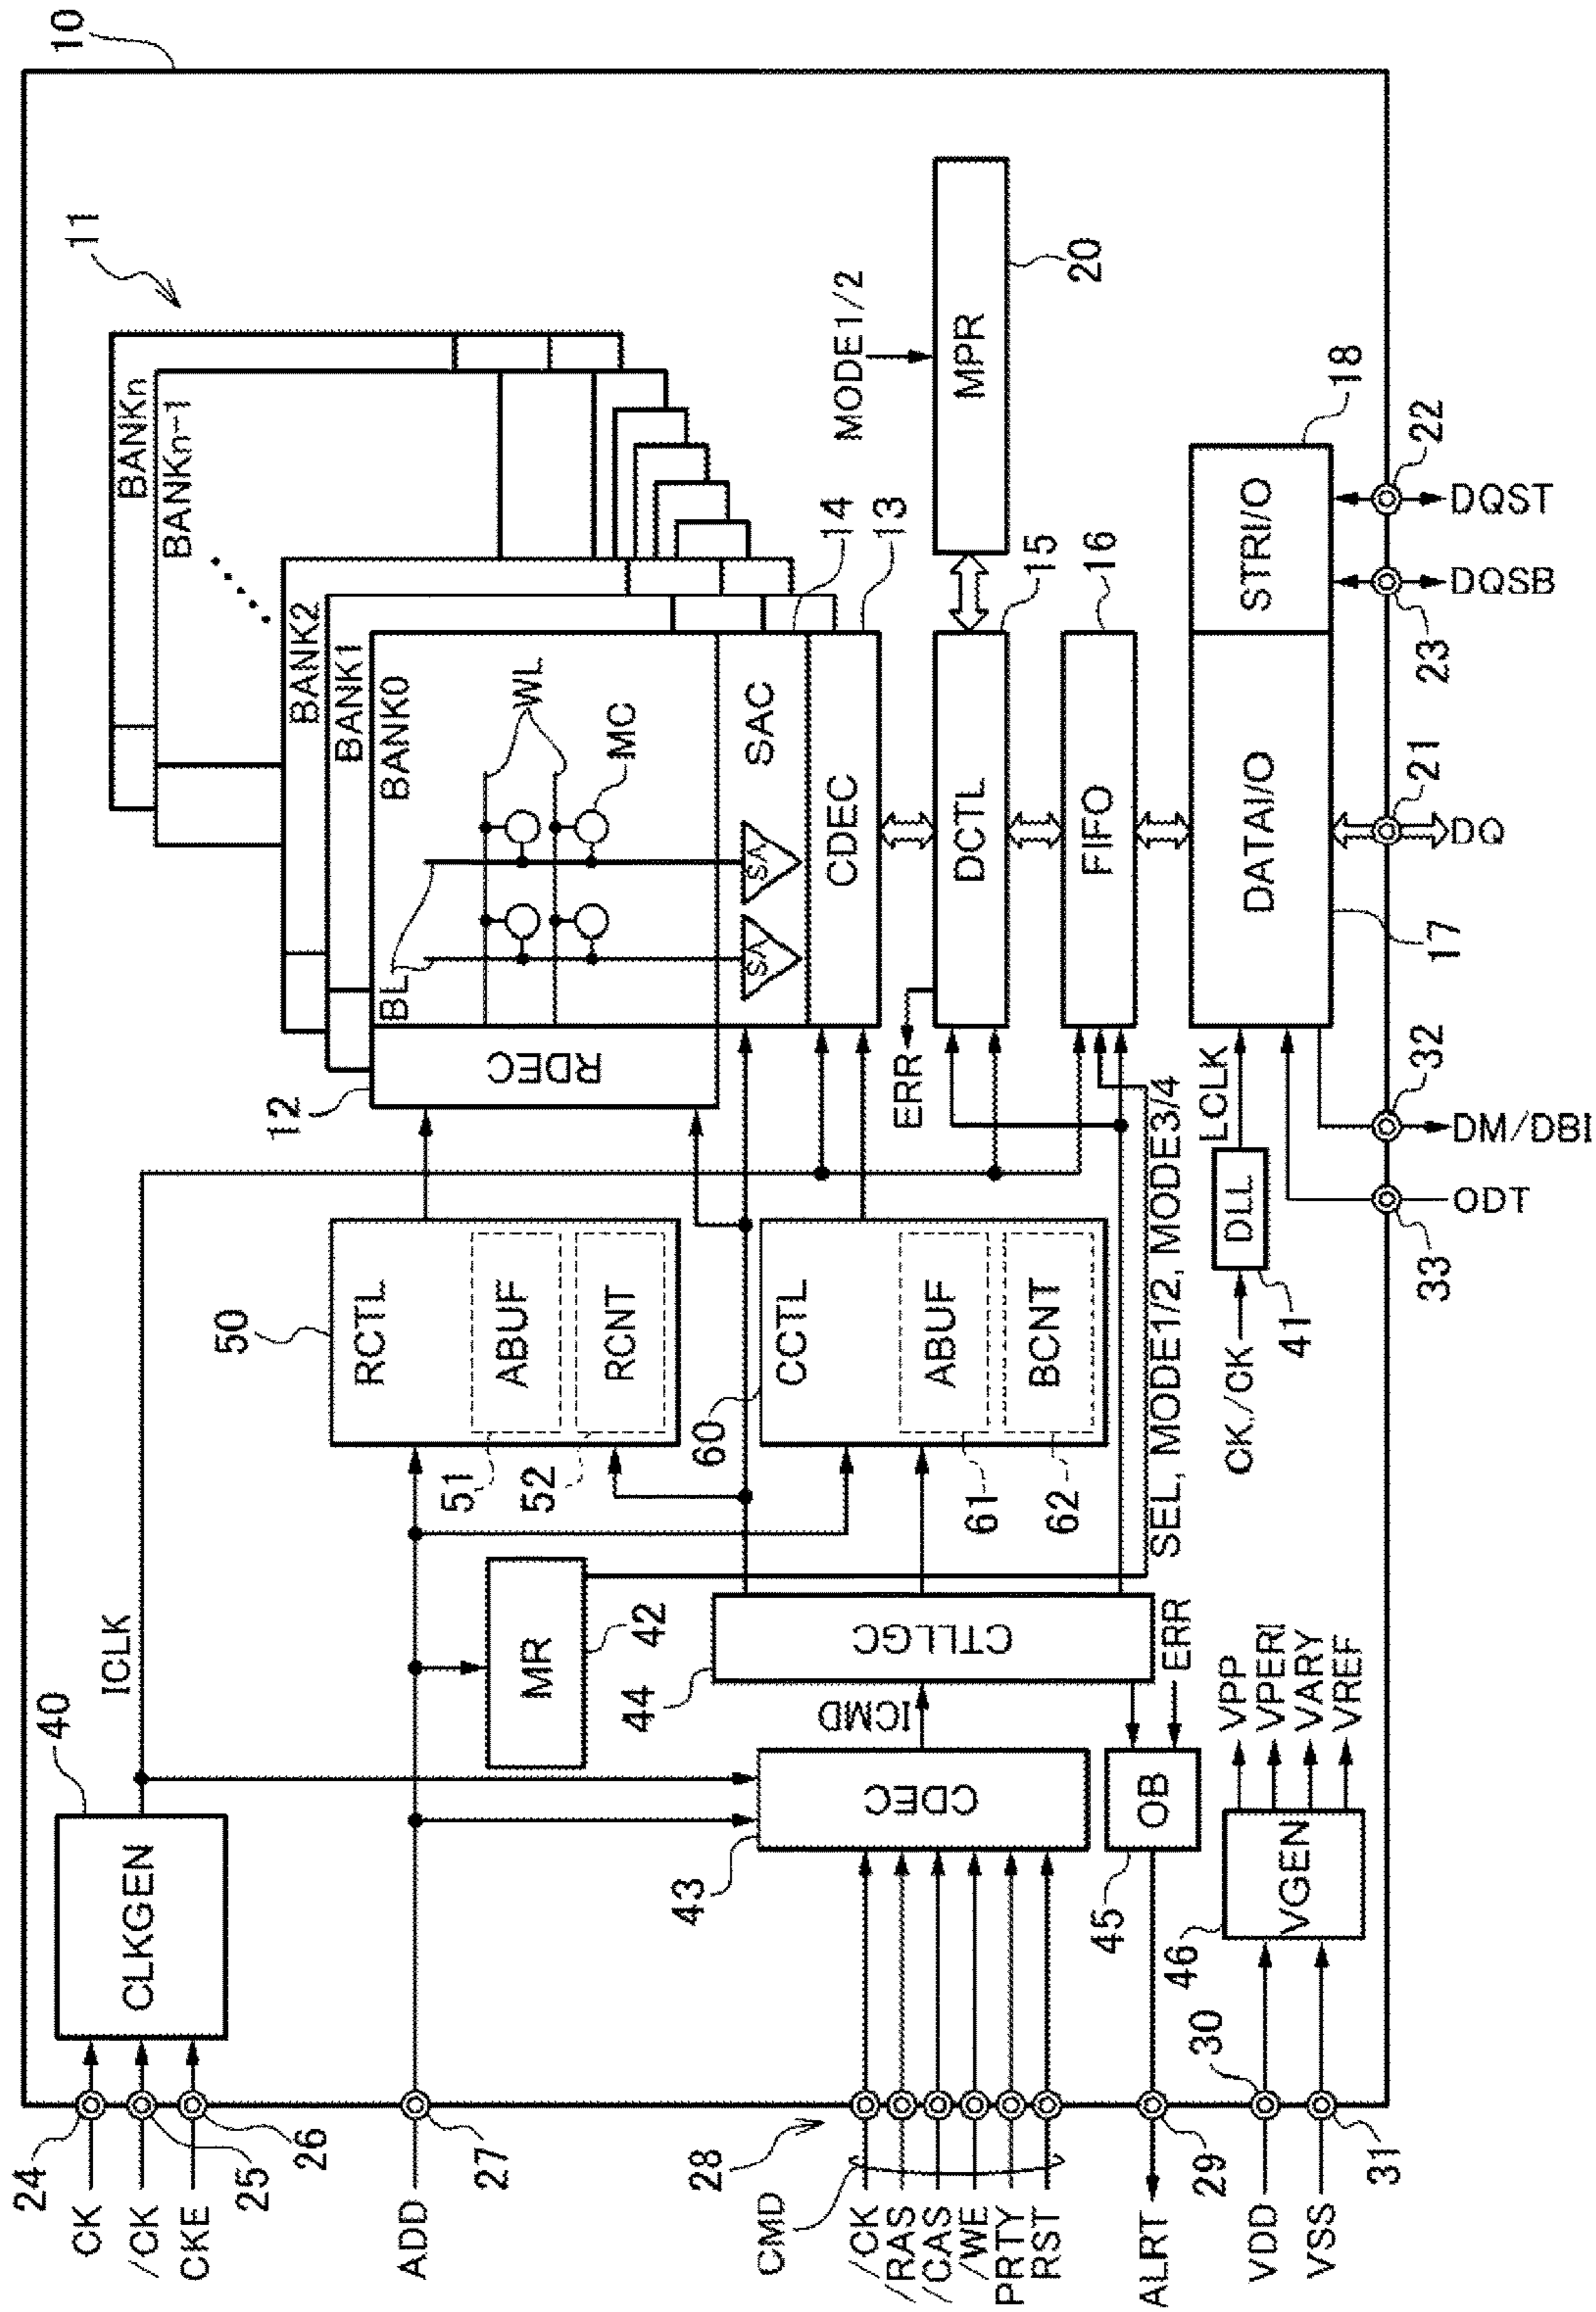 10
11
BANKn
BANKn-1
BANK2
BANK1
BANK0
BL
WL
MC
SA
SA
SAC
CDEC
RDEC
12
14
13
MODE1/2
MPR
20
DCTL
15
ERR
FIFO
16
DATAI/O
17
STRI/O
18
DQST
22
DQSB
23
DQ
21
DM/DBI
32
ODT
33
LCLK
DLL
41
CK,/CK
SEL, MODE1/2, MODE3/4
ICLK
RCTL
50
ABUF
51
RCNT
52
CCTL
60
ABUF
61
BCNT
62
MR
42
CTLLGC
44
ICMD
CDEC
43
OB
45
ERR
VPP
VPERI
VARY
VREF
VGEN
46
CLKGEN
40
24
CK
/CK
25
CKE
26
ADD
27
28
CMD
/CK
/RAS
/CAS
/WE
PRTY
RST
ALRT
29
VDD
30
VSS
31